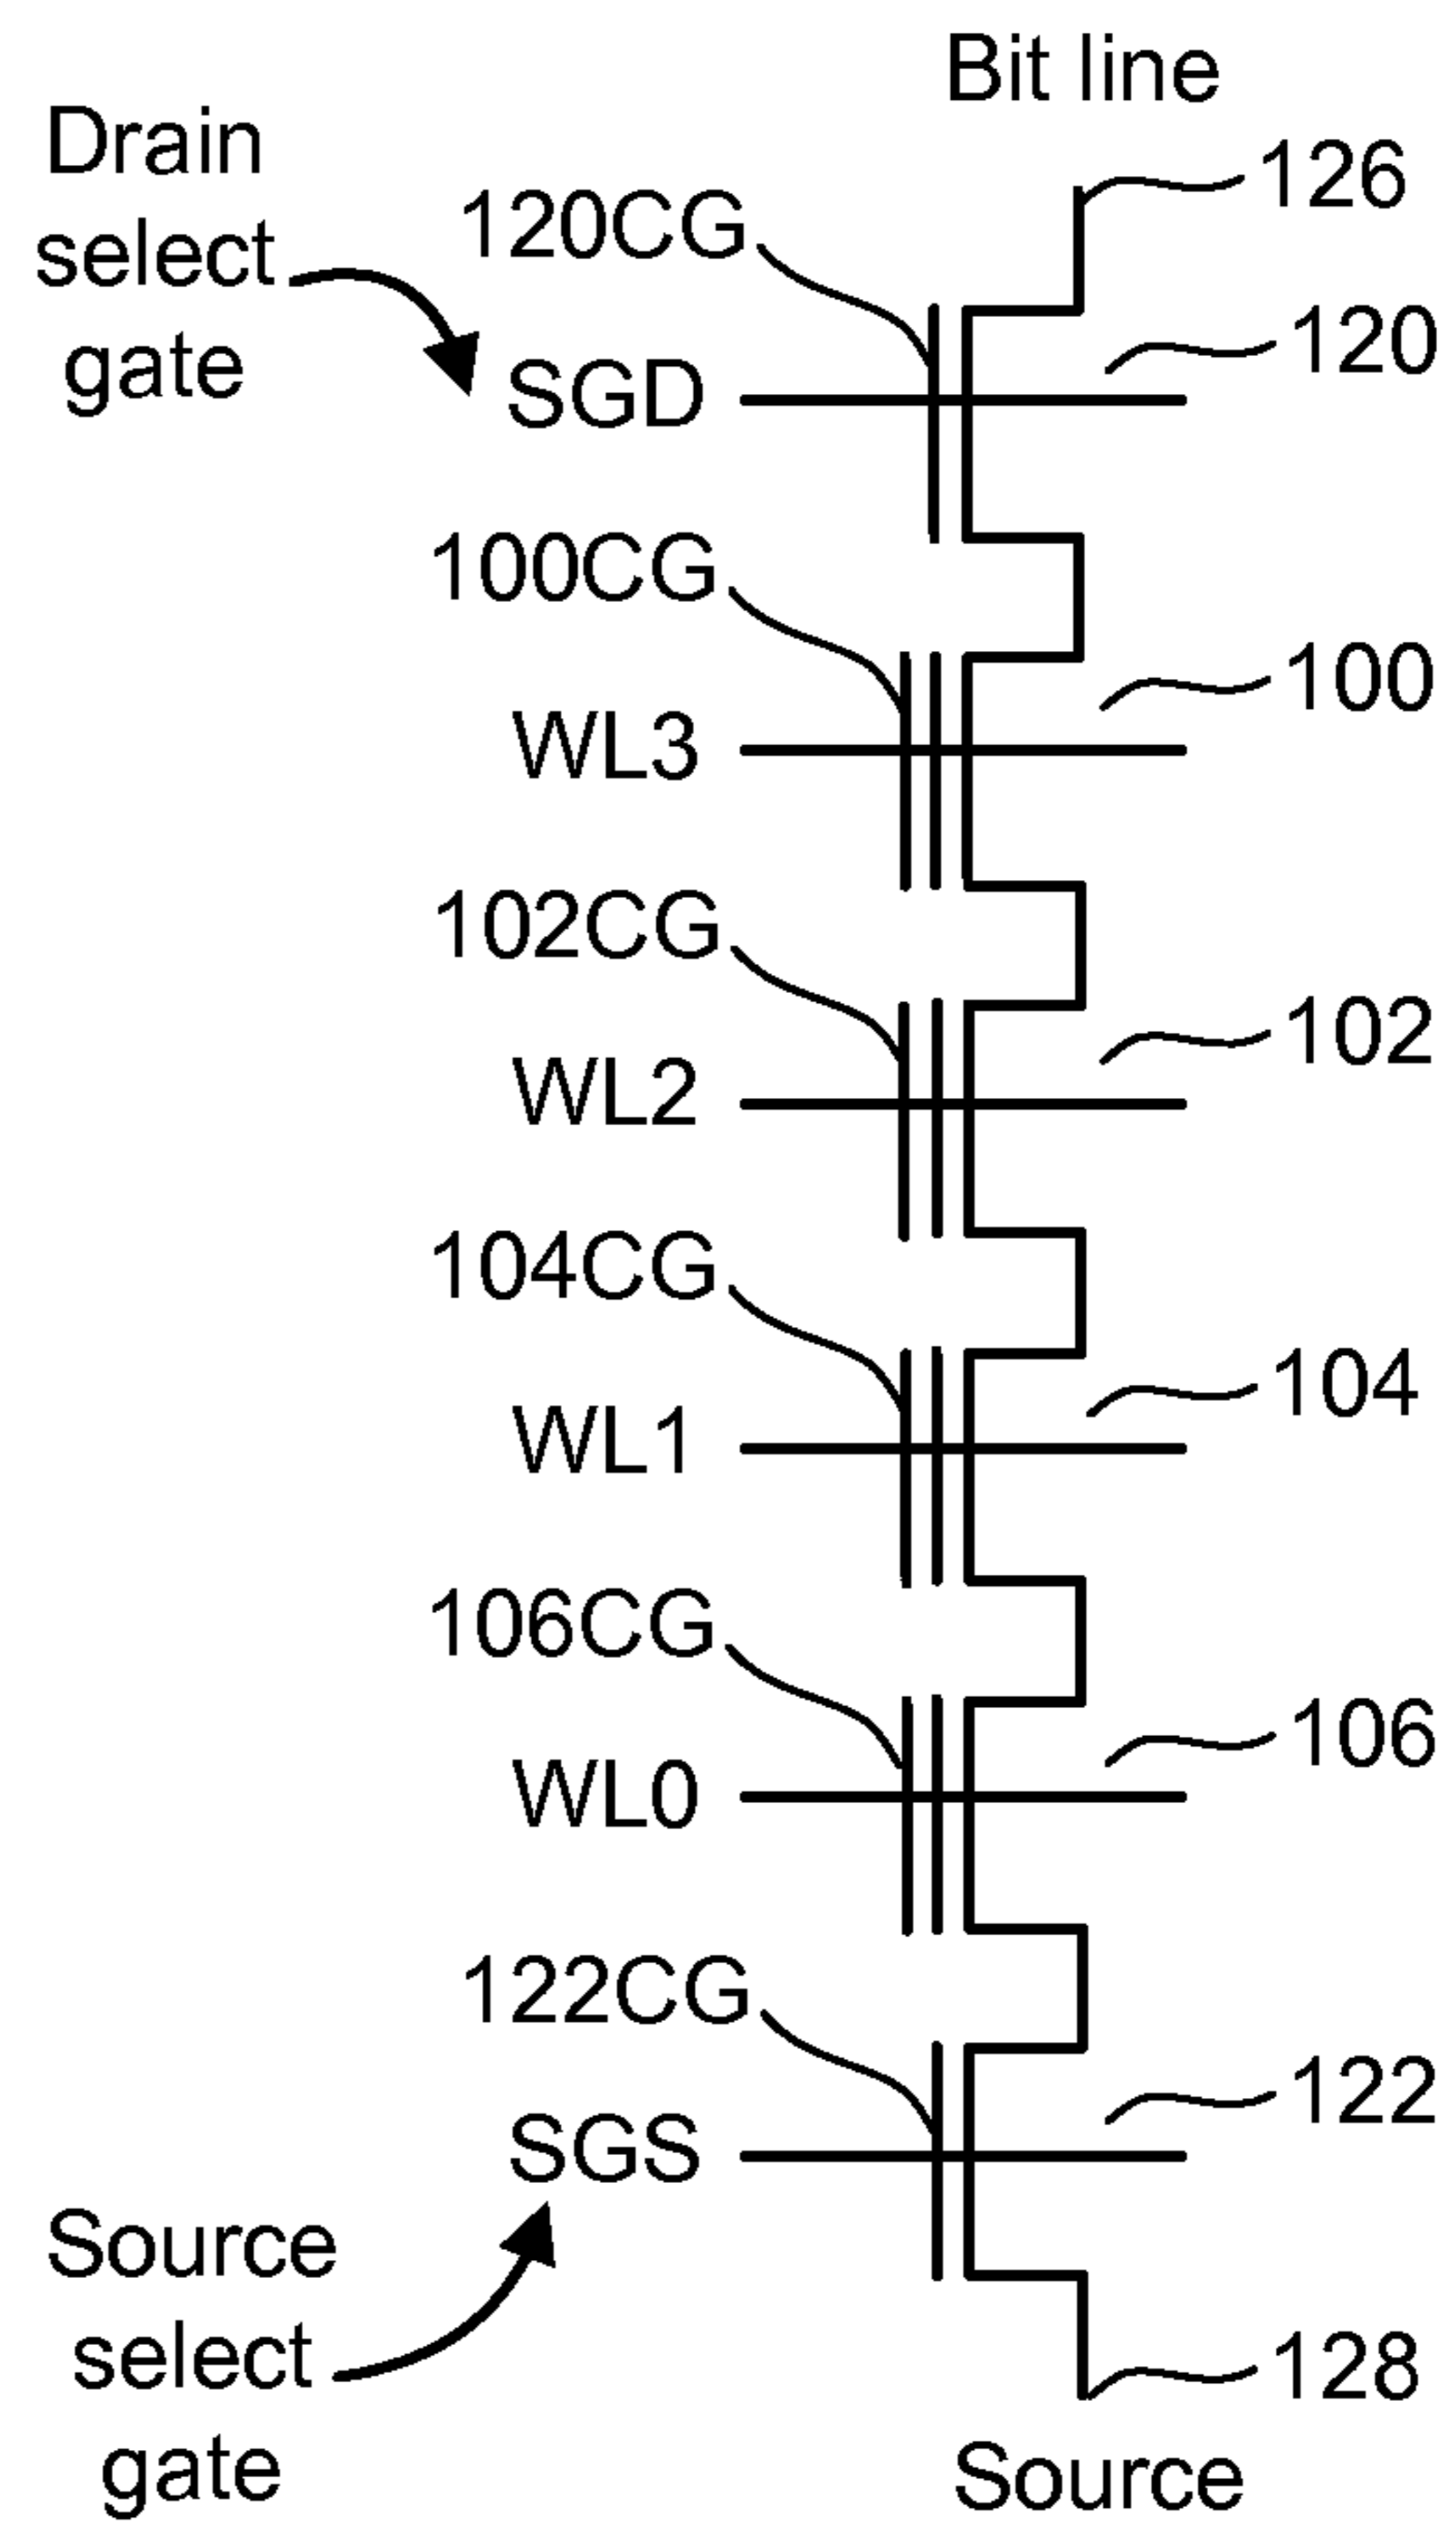 Bit line
126
Drain
select
gate
120CG
120
SGD
100CG
100
WL3
102CG
102
WL2
104CG
104
WL1
106CG
106
WL0
122CG
122
SGS
Source
select
gate
128
Source